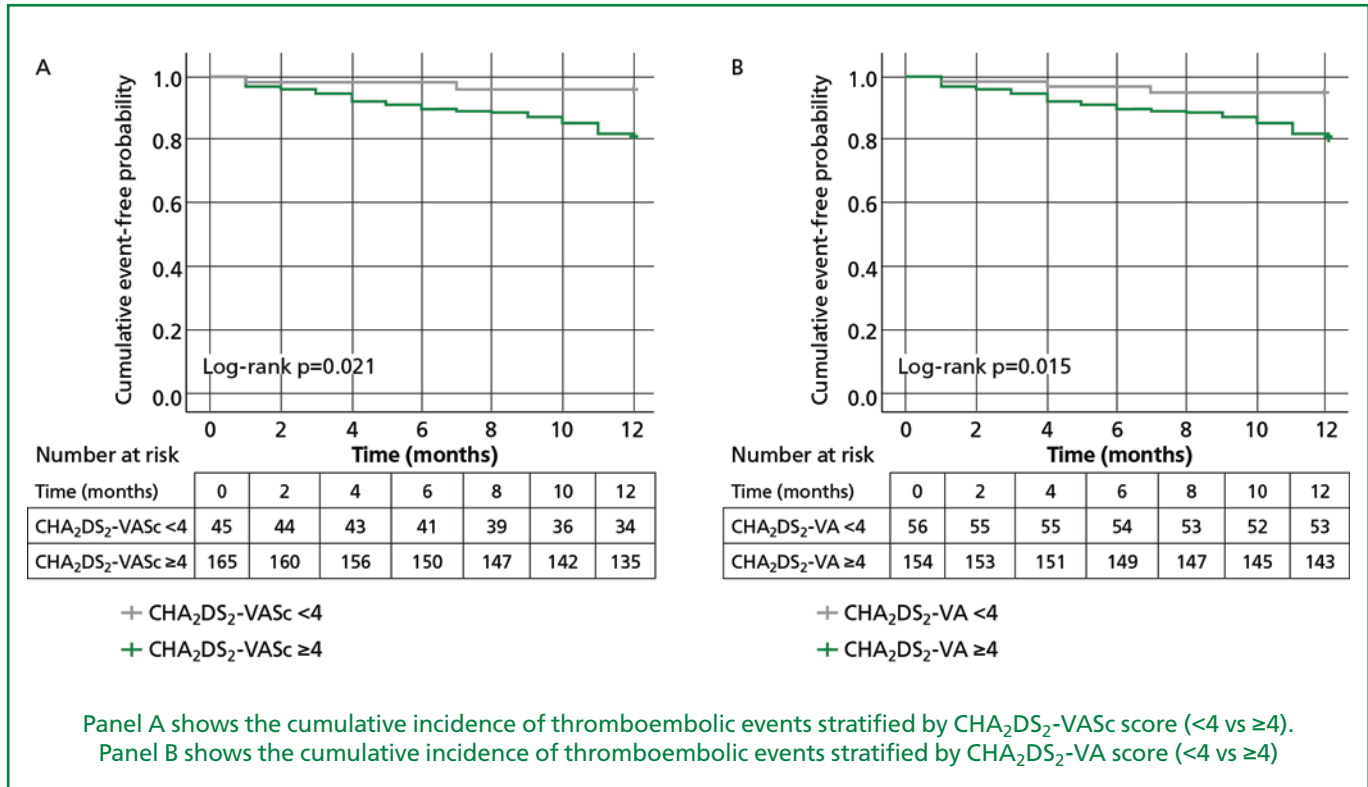 A
Cumulative event-free probability
1.0
0.8
0.6
0.4
0.2
0.0
Log-rank p=0.021
0 2 4 6 8 10 12
Number at risk
Time (months)
Time (months) 0 2 4 6 8 10 12
CHA₂DS₂-VASc <4 45 44 43 41 39 36 34
CHA₂DS₂-VASc ≥4 165 160 156 150 147 142 135
CHA₂DS₂-VASc <4
CHA₂DS₂-VASc ≥4
B
Cumulative event-free probability
1.0
0.8
0.6
0.4
0.2
0.0
Log-rank p=0.015
0 2 4 6 8 10 12
Number at risk
Time (months)
Time (months) 0 2 4 6 8 10 12
CHA₂DS₂-VA <4 56 55 55 54 53 52 53
CHA₂DS₂-VA ≥4 154 153 151 149 147 145 143
CHA₂DS₂-VA <4
CHA₂DS₂-VA ≥4
Panel A shows the cumulative incidence of thromboembolic events stratified by CHA₂DS₂-VASc score (<4 vs ≥4).
Panel B shows the cumulative incidence of thromboembolic events stratified by CHA₂DS₂-VA score (<4 vs ≥4)